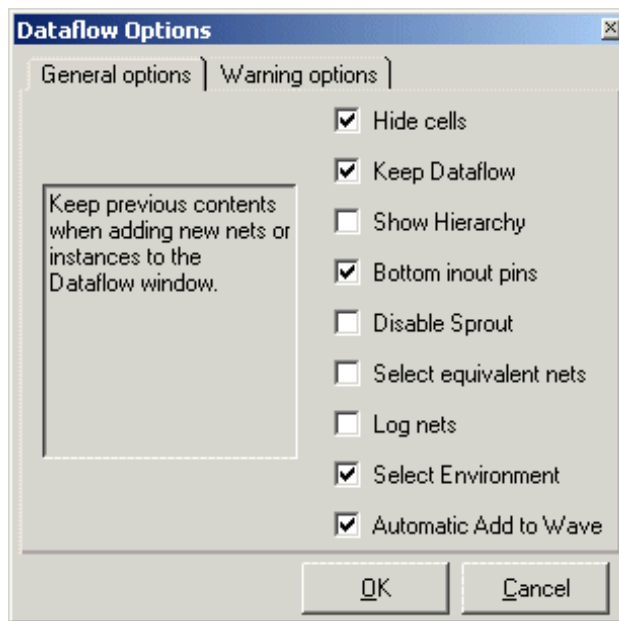 Dataflow Options
General options
Warning options
Hide cells
Keep Dataflow
Show Hierarchy
Bottom inout pins
Disable Sprout
Select equivalent nets
Log nets
Select Environment
Automatic Add to Wave
Keep previous contents
when adding new nets or
instances to the
Dataflow window.
OK
Cancel